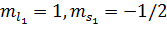 m_{l_1} = 1, m_{s_1} = −1/2